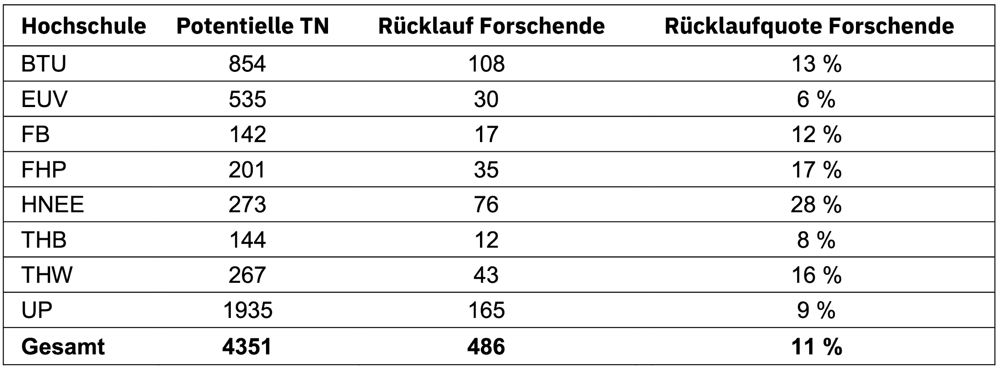 Hochschule Potentielle TN Rücklauf Forschende Rücklaufquote Forschende
BTU 854 108 13 %
EUV 535 30 6 %
FB 142 17 12 %
FHP 201 35 17 %
HNEE 273 76 28 %
THB 144 12 8 %
THW 267 43 16 %
UP 1935 165 9 %
Gesamt 4351 486 11 %